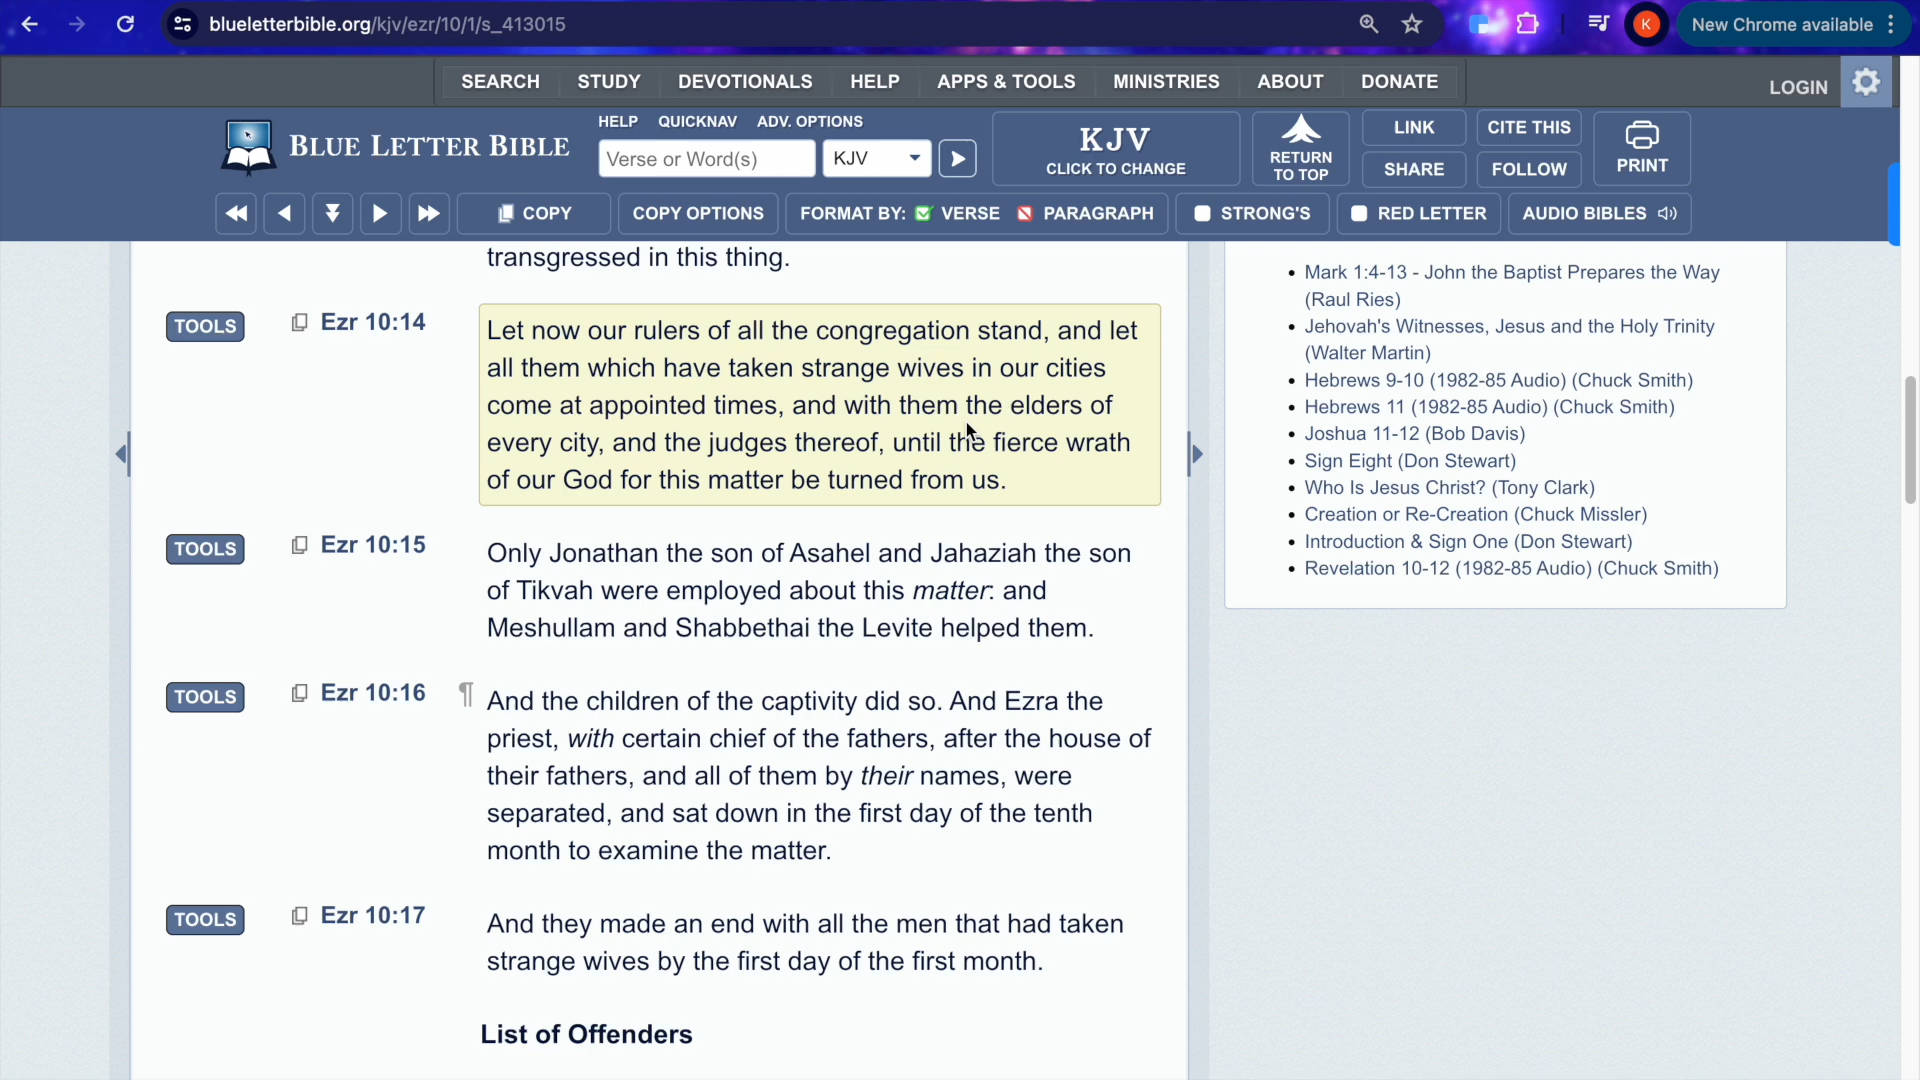 blueletterbible.org/kjv/ezr/10/1/s_413015
K
New Chrome available
SEARCH
STUDY
DEVOTIONALS
HELP
APPS & TOOLS
MINISTRIES
ABOUT
DONATE
LOGIN
BLUE LETTER BIBLE
HELP
QUICKNAV
ADV. OPTIONS
Verse or Word(s)
KJV
KJV
CLICK TO CHANGE
RETURN
TO TOP
LINK
CITE THIS
SHARE
FOLLOW
PRINT
COPY
COPY OPTIONS
FORMAT BY:
VERSE
PARAGRAPH
STRONG'S
RED LETTER
AUDIO BIBLES
transgressed in this thing.
TOOLS
Ezr 10:14
Let now our rulers of all the congregation stand, and let
all them which have taken strange wives in our cities
come at appointed times, and with them the elders of
every city, and the judges thereof, until the fierce wrath
of our God for this matter be turned from us.
TOOLS
Ezr 10:15
Only Jonathan the son of Asahel and Jahaziah the son
of Tikvah were employed about this matter: and
Meshullam and Shabbethai the Levite helped them.
TOOLS
Ezr 10:16
¶ And the children of the captivity did so. And Ezra the
priest, with certain chief of the fathers, after the house of
their fathers, and all of them by their names, were
separated, and sat down in the first day of the tenth
month to examine the matter.
TOOLS
Ezr 10:17
And they made an end with all the men that had taken
strange wives by the first day of the first month.
List of Offenders
• Mark 1:4-13 - John the Baptist Prepares the Way
(Raul Ries)
• Jehovah's Witnesses, Jesus and the Holy Trinity
(Walter Martin)
• Hebrews 9-10 (1982-85 Audio) (Chuck Smith)
• Hebrews 11 (1982-85 Audio) (Chuck Smith)
• Joshua 11-12 (Bob Davis)
• Sign Eight (Don Stewart)
• Who Is Jesus Christ? (Tony Clark)
• Creation or Re-Creation (Chuck Missler)
• Introduction & Sign One (Don Stewart)
• Revelation 10-12 (1982-85 Audio) (Chuck Smith)